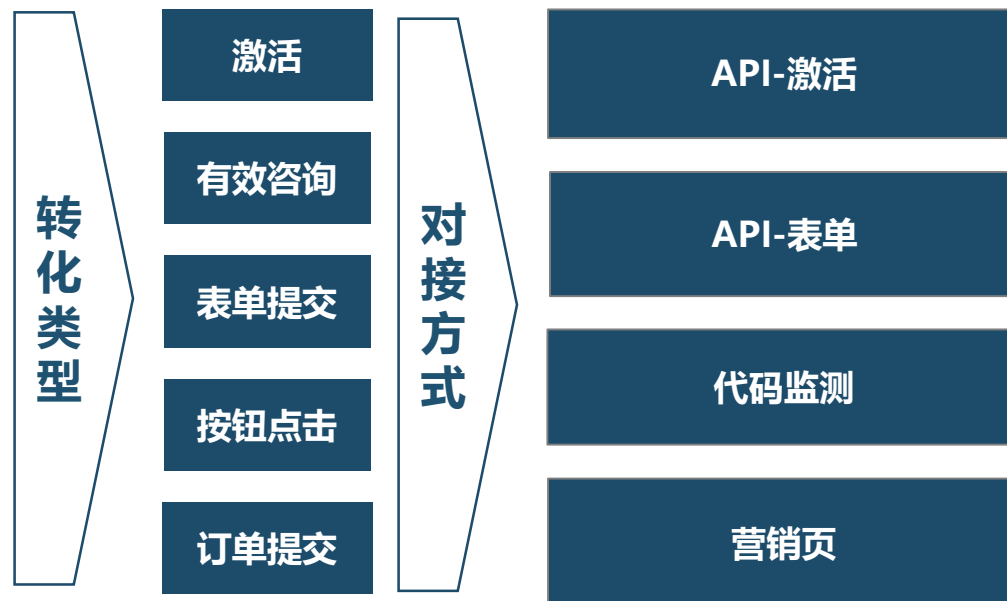 转化类型
激活
有效咨询
表单提交
按钮点击
订单提交
对接方式
API-激活
API-表单
代码监测
营销页